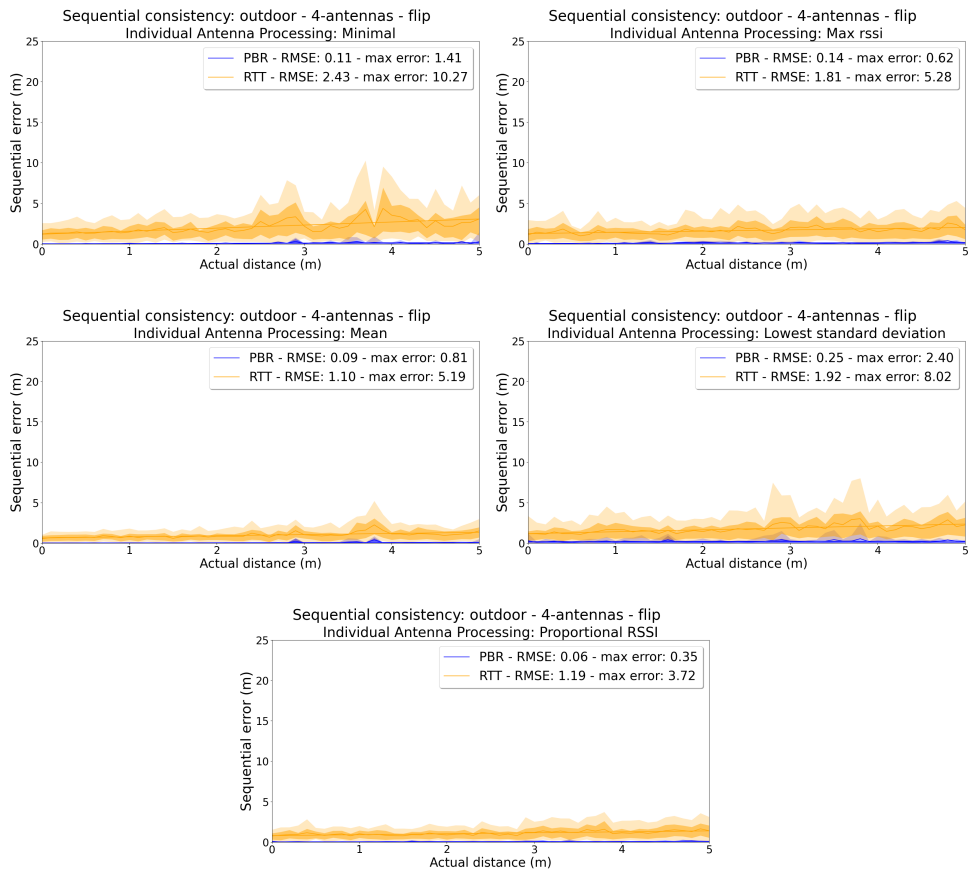 Sequential consistency: outdoor - 4-antennas - flip
Individual Antenna Processing: Minimal
PBR - RMSE: 0.11 - max error: 1.41
RTT - RMSE: 2.43 - max error: 10.27
Sequential error (m)
25
20
15
10
5
0
0 1 2 3 4 5
Actual distance (m)
Sequential consistency: outdoor - 4-antennas - flip
Individual Antenna Processing: Max rssi
PBR - RMSE: 0.14 - max error: 0.62
RTT - RMSE: 1.81 - max error: 5.28
Sequential error (m)
25
20
15
10
5
0
0 1 2 3 4 5
Actual distance (m)
Sequential consistency: outdoor - 4-antennas - flip
Individual Antenna Processing: Mean
PBR - RMSE: 0.09 - max error: 0.81
RTT - RMSE: 1.10 - max error: 5.19
Sequential error (m)
25
20
15
10
5
0
0 1 2 3 4 5
Actual distance (m)
Sequential consistency: outdoor - 4-antennas - flip
Individual Antenna Processing: Lowest standard deviation
PBR - RMSE: 0.25 - max error: 2.40
RTT - RMSE: 1.92 - max error: 8.02
Sequential error (m)
25
20
15
10
5
0
0 1 2 3 4 5
Actual distance (m)
Sequential consistency: outdoor - 4-antennas - flip
Individual Antenna Processing: Proportional RSSI
PBR - RMSE: 0.06 - max error: 0.35
RTT - RMSE: 1.19 - max error: 3.72
Sequential error (m)
25
20
15
10
5
0
0 1 2 3 4 5
Actual distance (m)